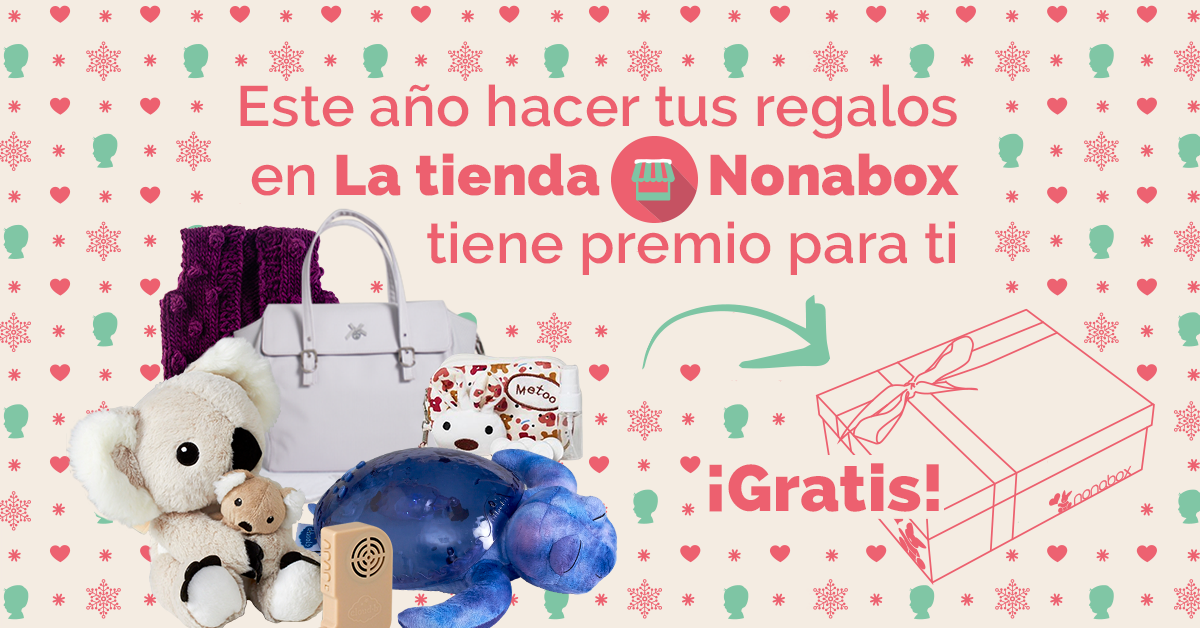 Este año hacer tus regalos
en La tienda Nonabox
tiene premio para ti
Metoo
¡Gratis!
nonabox